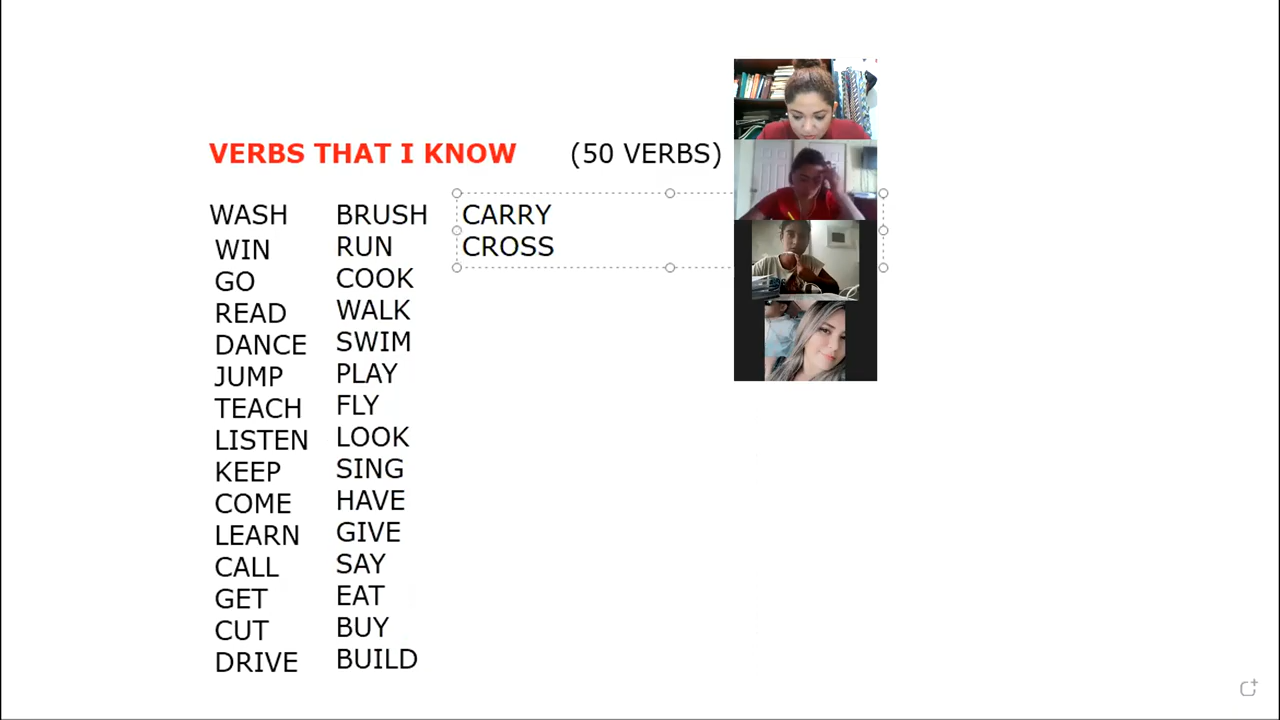 VERBS THAT I KNOW (50 VERBS)
WASH
WIN
GO
READ
DANCE
JUMP
TEACH
LISTEN
KEEP
COME
LEARN
CALL
GET
CUT
DRIVE
BRUSH
RUN
COOK
WALK
SWIM
PLAY
FLY
LOOK
SING
HAVE
GIVE
SAY
EAT
BUY
BUILD
CARRY
CROSS